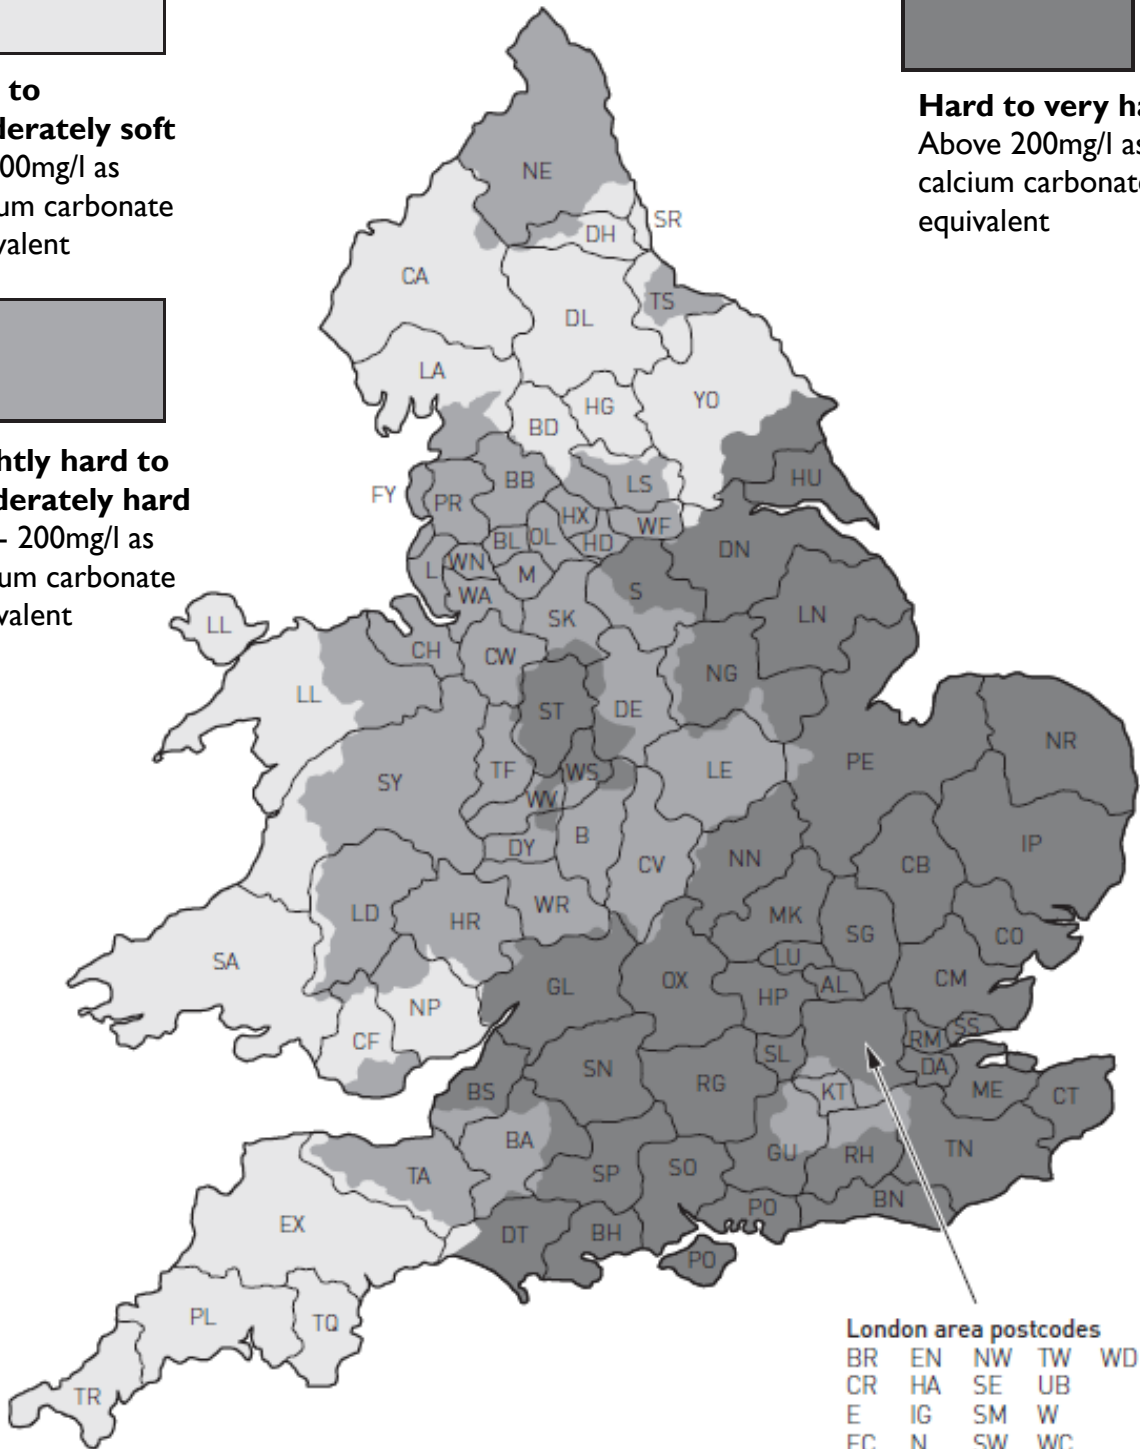 to
derately soft
00mg/l as
um carbonate
valent
Hard to very ha
Above 200mg/l as
calcium carbonate
equivalent
htly hard to
derately hard
- 200mg/l as
um carbonate
valent
NE
SR
DH
CA
TS
DL
LA
HG
YO
BD
BB
LS
HU
FY
PR
HX
WF
BL
OL
HD
DN
L
WN
M
WA
S
SK
LN
LL
CH
CW
NG
LL
ST
DE
NR
SY
TF
WS
LE
PE
WV
DY
B
CV
NN
CB
IP
LD
HR
WR
MK
SG
CO
SA
LU
GL
OX
HP
AL
CM
NP
CF
SL
RM
SS
SN
RG
DA
BS
KT
ME
CT
BA
TA
SP
SO
GU
RH
TN
EX
DT
BH
PO
BN
PO
PL
TQ
TR
London area postcodes
BR EN NW TW WD
CR HA SE UB
E IG SM W
EC N SW WC